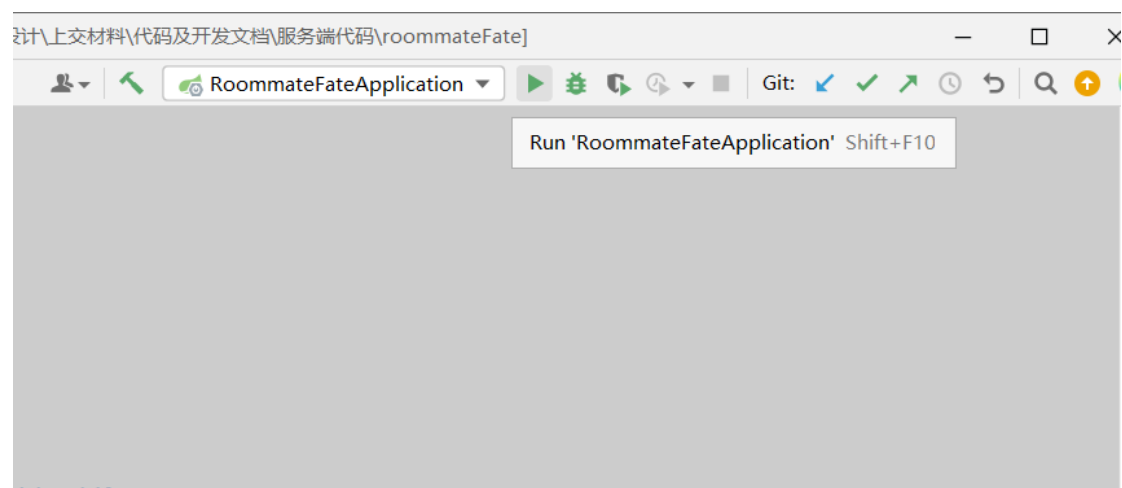 设计\上交材料\代码及开发文档\服务端代码\roommateFate]
RoommateFateApplication Git:
Run 'RoommateFateApplication' Shift+F10